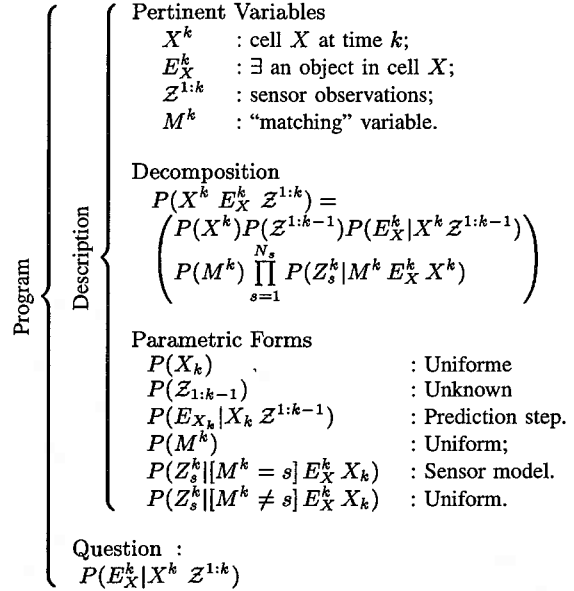 Program
Description
Pertinent Variables
X^k : cell X at time k;
E_X^k : ∃ an object in cell X;
𝒵^{1:k} : sensor observations;
M^k : “matching” variable.
Decomposition
P(X^k E_X^k 𝒵^{1:k}) =
(P(X^k)P(𝒵^{1:k−1})P(E_X^k|X^k 𝒵^{1:k−1})
P(M^k) ∏_{s=1}^{N_s} P(Z_s^k|M^k E_X^k X^k))
Parametric Forms
P(X_k) : Uniforme
P(𝒵_{1:k−1}) : Unknown
P(E_{X_k}|X_k 𝒵^{1:k−1}) : Prediction step.
P(M^k) : Uniform;
P(Z_s^k|[M^k = s] E_X^k X_k) : Sensor model.
P(Z_s^k|[M^k ≠ s] E_X^k X_k) : Uniform.
Question :
P(E_X^k|X^k 𝒵^{1:k})